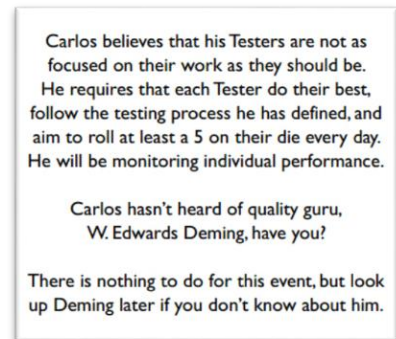 Carlos believes that his Testers are not as
focused on their work as they should be.
He requires that each Tester do their best,
follow the testing process he has defined, and
aim to roll at least a 5 on their die every day.
He will be monitoring individual performance.
Carlos hasn't heard of quality guru,
W. Edwards Deming, have you?
There is nothing to do for this event, but look
up Deming later if you don't know about him.